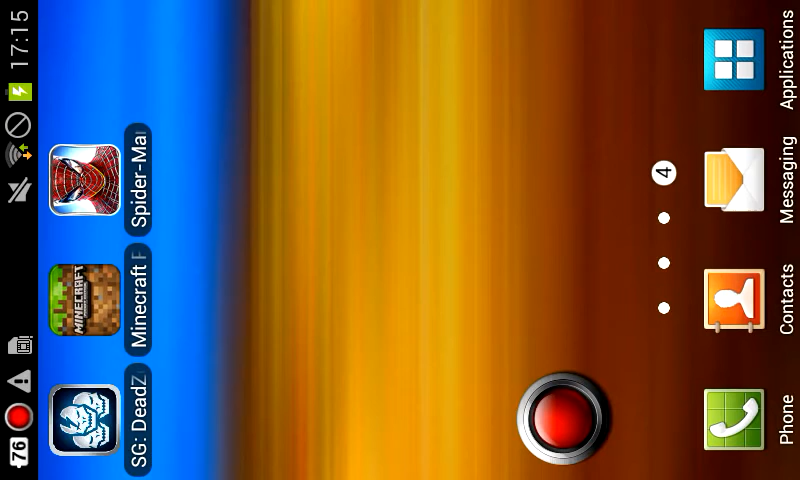 76
17:15
MINECRAFT
SG: DeadZ
Minecraft P
Spider-Ma
4
Phone
Contacts
Messaging
Applications